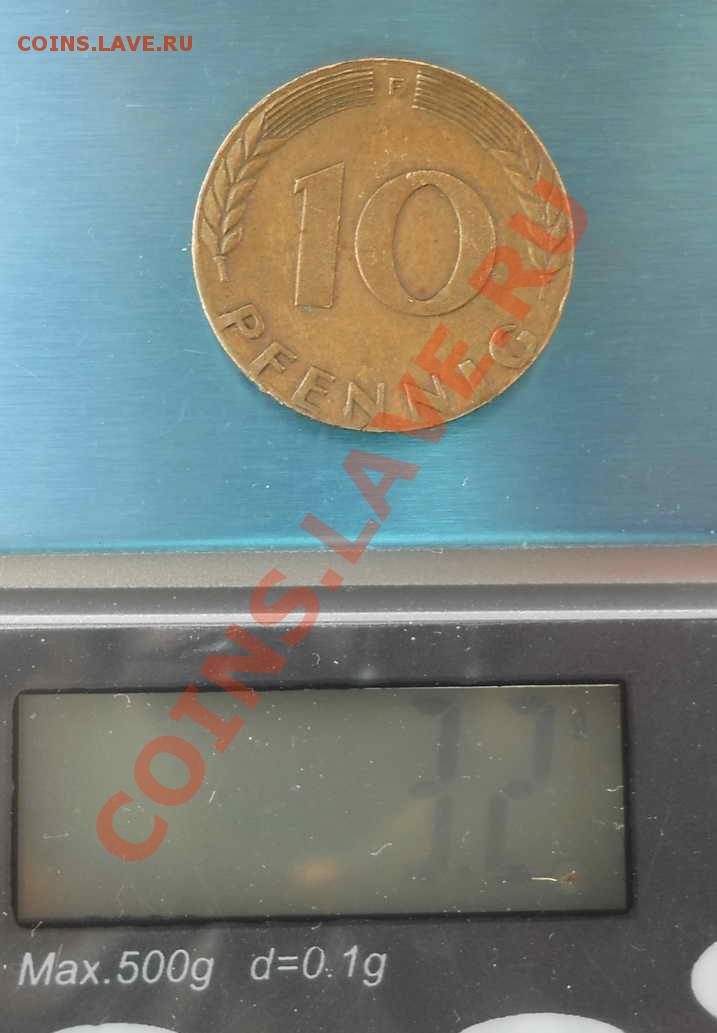 COINS.LAVE.RU
F
10
PFENNIG
COINS.LAVE.RU
Max.500g d=0.1g